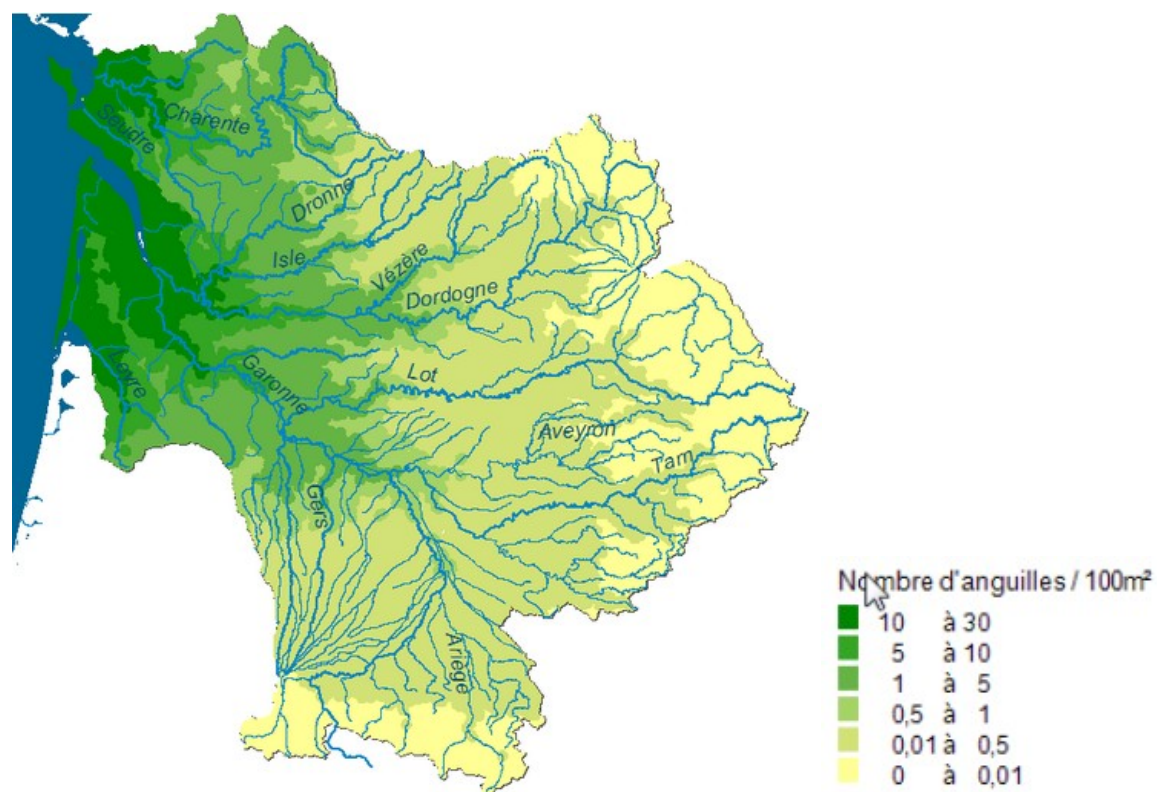 Seudre
Charente
Dronne
Isle
Vézère
Dordogne
Leyre
Garonne
Lot
Aveyron
Tarn
Gers
Ariège
Nombre d'anguilles / 100m²
10 à 30
5 à 10
1 à 5
0,5 à 1
0,01 à 0,5
0 à 0,01